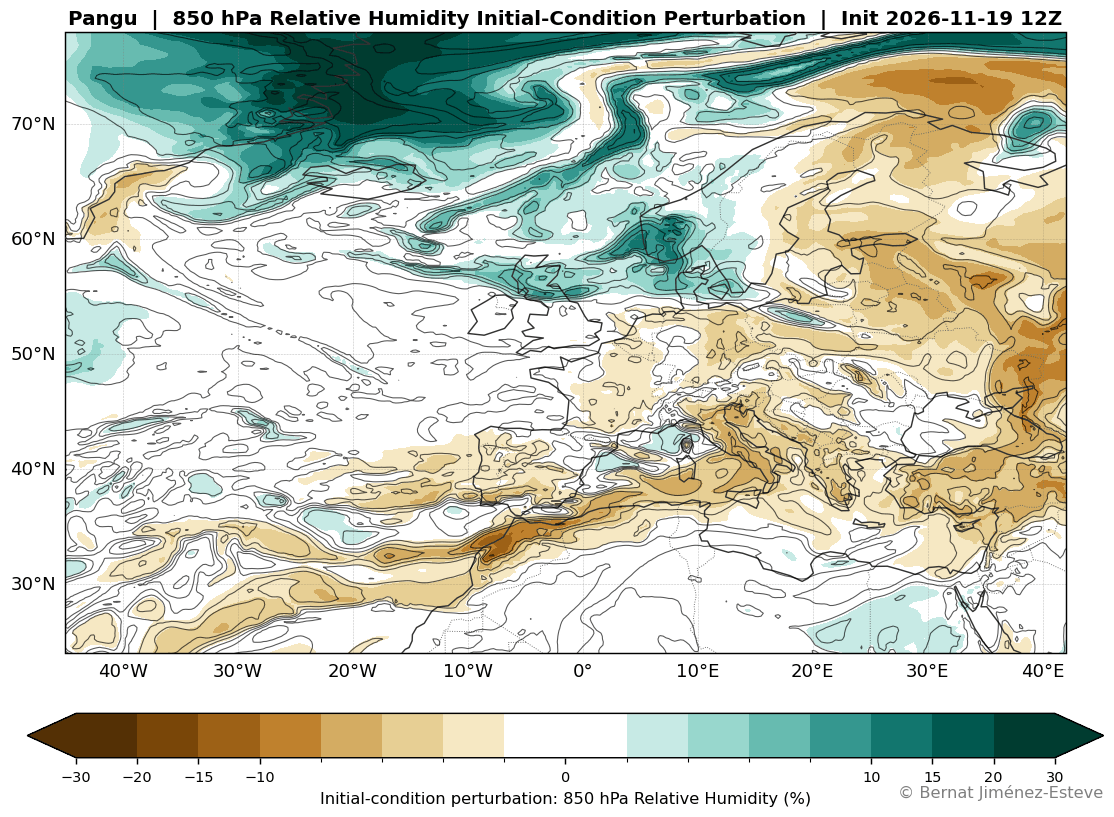 Pangu | 850 hPa Relative Humidity Initial-Condition Perturbation | Init 2026-11-19 12Z
70°N
60°N
50°N
40°N
30°N
40°W 30°W 20°W 10°W 0° 10°E 20°E 30°E 40°E
−30 −20 −15 −10 0 10 15 20 30
Initial-condition perturbation: 850 hPa Relative Humidity (%)
© Bernat Jiménez-Esteve